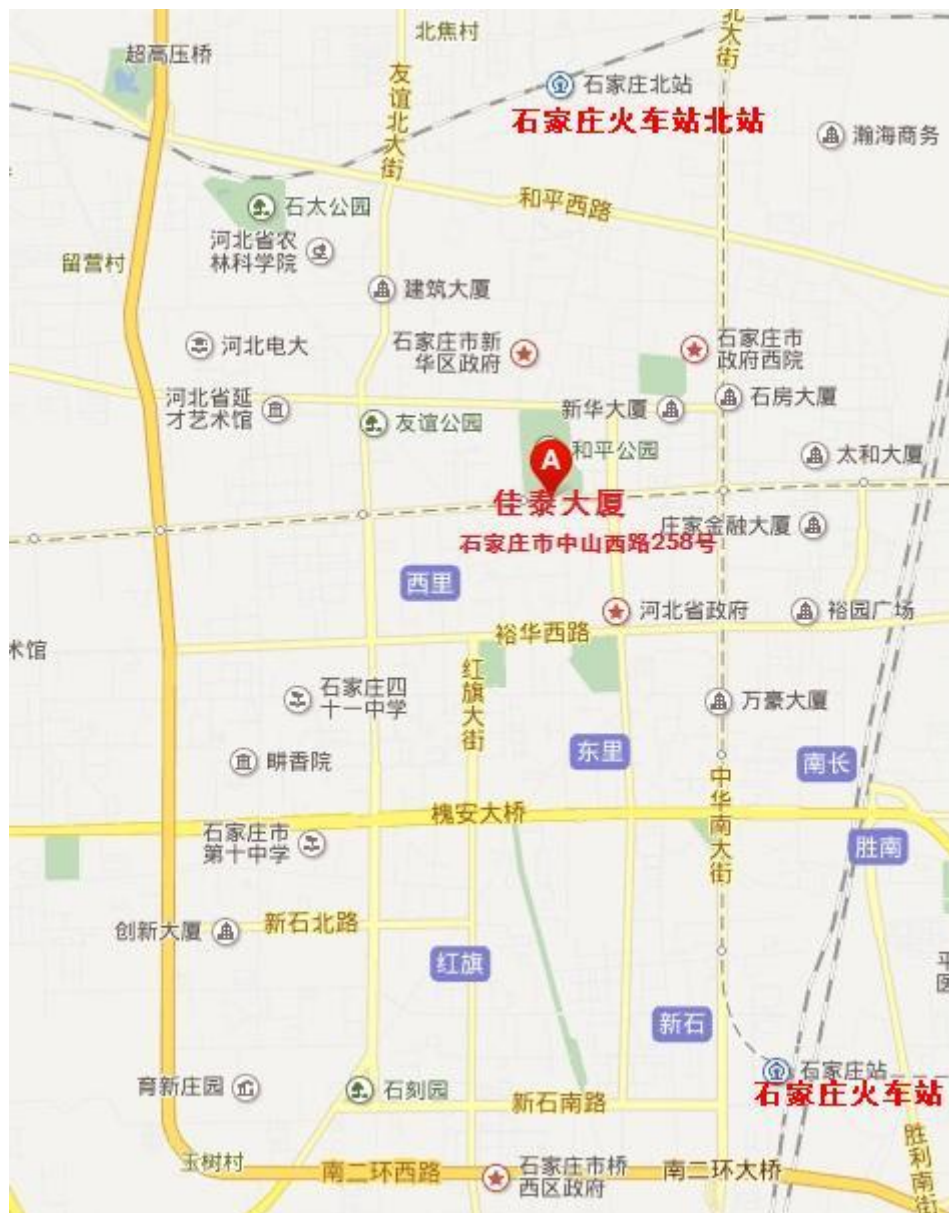 北焦村
超高压桥
友谊北大街
北大街
石家庄北站
石家庄火车站北站
瀚海商务
石太公园
和平西路
河北省农
林科学院
留营村
建筑大厦
河北电大
石家庄市新
华区政府
石家庄市
政府西院
河北省延
才艺术馆
友谊公园
新华大厦
石房大厦
和平公园
A
太和大厦
佳泰大厦
庄家金融大厦
石家庄市中山西路258号
西里
河北省政府
裕园广场
裕华西路
术馆
红旗大街
石家庄四
十一中学
万豪大厦
畊香院
东里
南长
中华南大街
槐安大桥
石家庄市
第十中学
胜南
创新大厦
新石北路
红旗
新石
石家庄站
石家庄火车站
育新庄园
石刻园
新石南路
胜利南街
玉树村
南二环西路
石家庄市桥
西区政府
南二环大桥